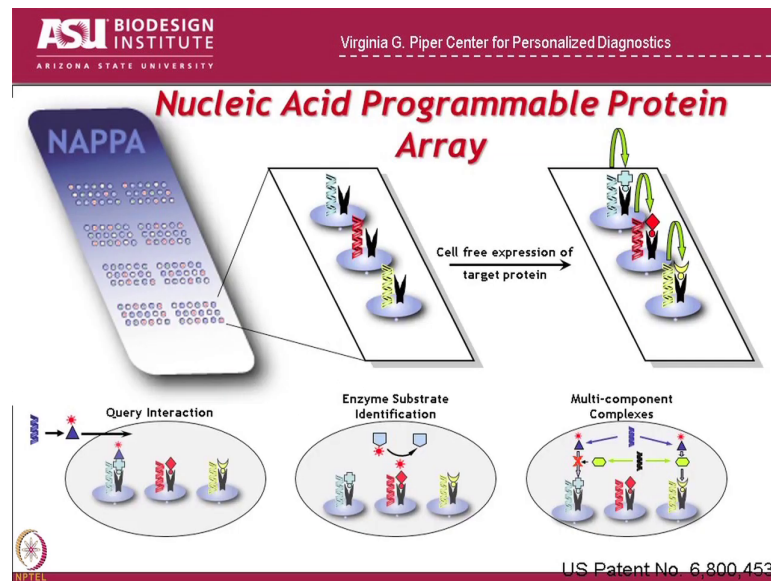 ASU BIODESIGN
INSTITUTE
ARIZONA STATE UNIVERSITY
Virginia G. Piper Center for Personalized Diagnostics
Nucleic Acid Programmable Protein
Array
NAPPA
Cell free expression of
target protein
Query Interaction
Enzyme Substrate
Identification
Multi-component
Complexes
NPTEL
US Patent No. 6,800,453